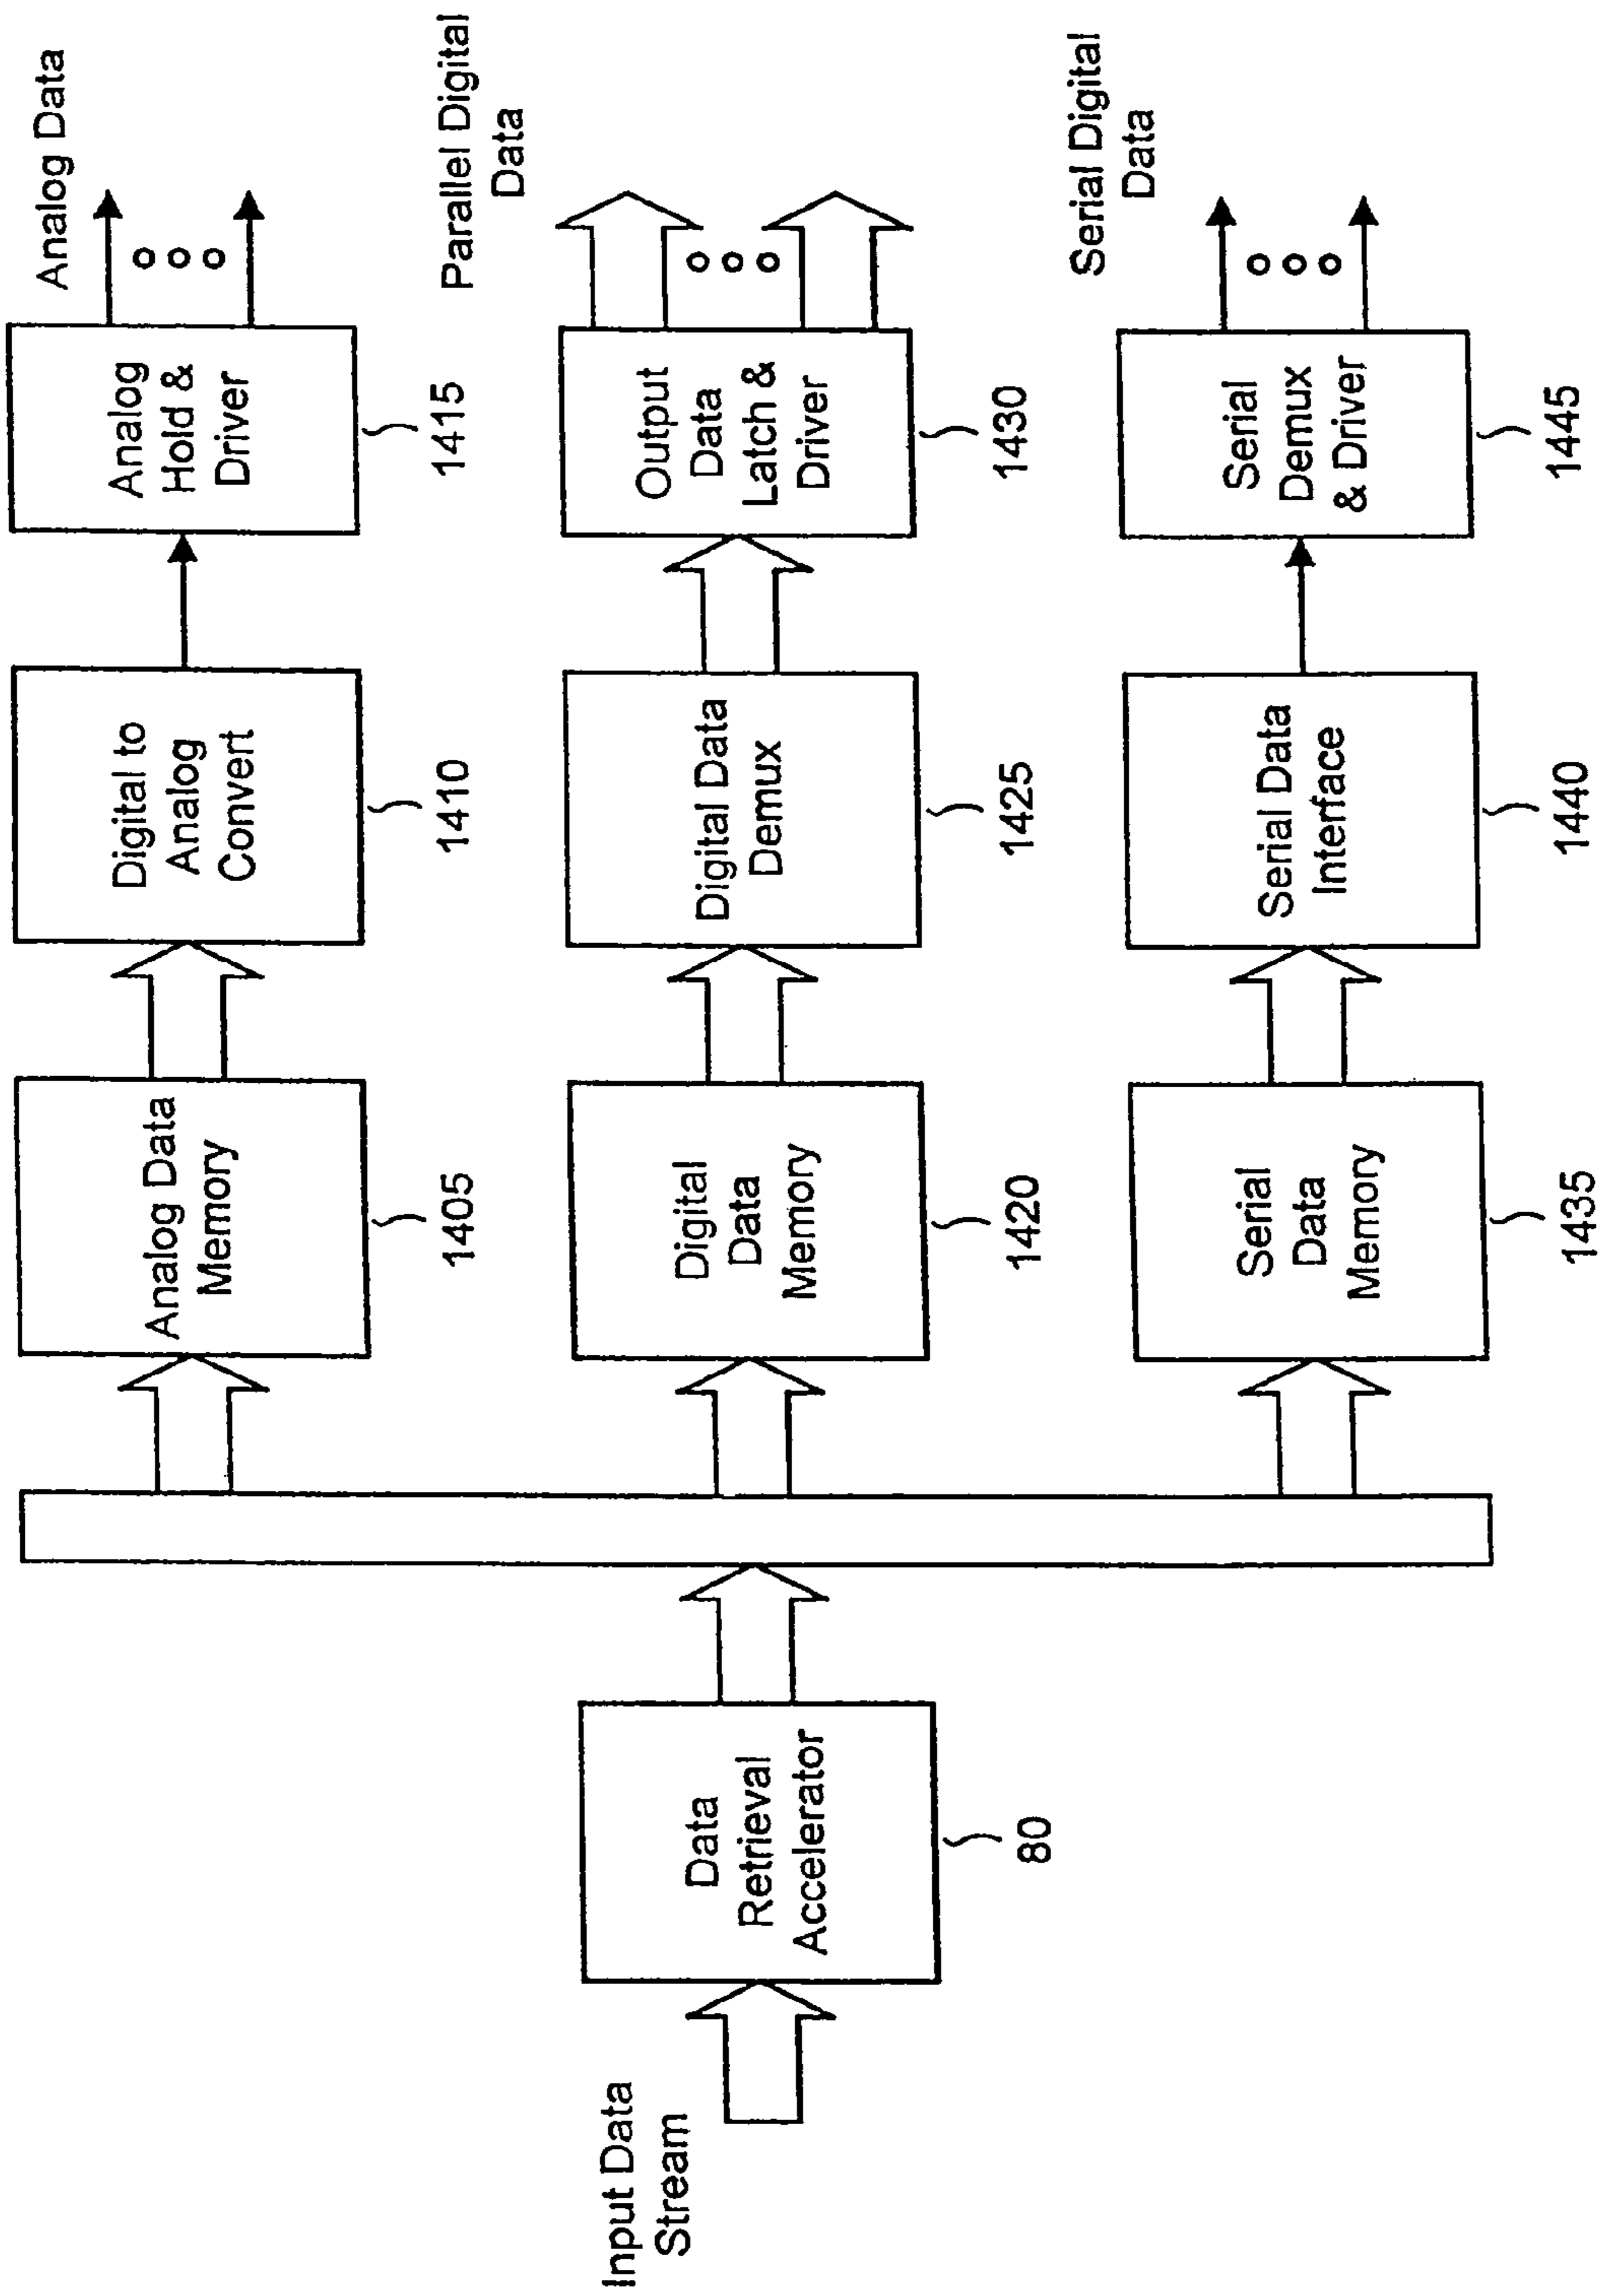 Input Data
Stream
Data
Retrieval
Accelerator
80
Analog Data
Memory
1405
Digital to
Analog
Convert
1410
Analog
Hold &
Driver
1415
Analog Data
Digital
Data
Memory
1420
Digital Data
Demux
1425
Output
Data
Latch &
Driver
1430
Parallel Digital
Data
Serial
Data
Memory
1435
Serial Data
Interface
1440
Serial
Demux
& Driver
1445
Serial Digital
Data